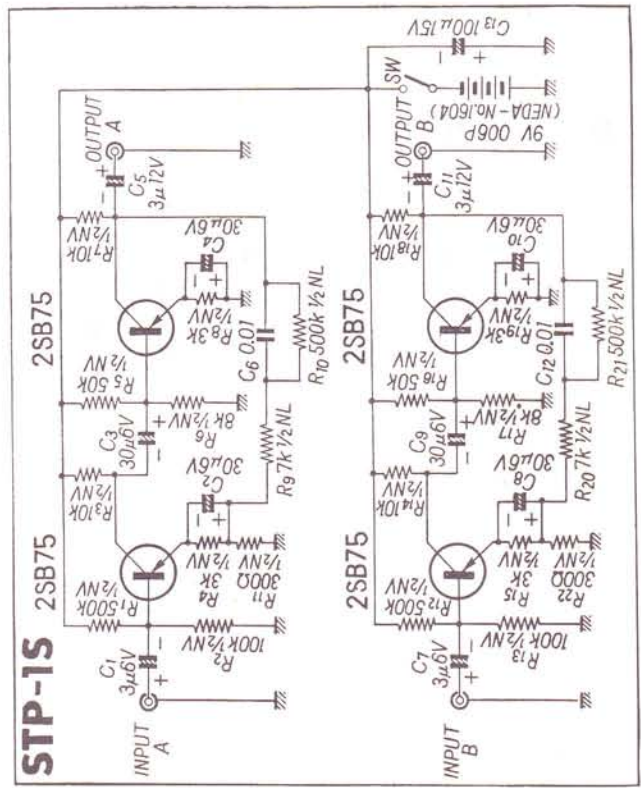 STP-1S
2SB75
2SB75
R1 500k
½NV
R3 10k
½NV
R5 50k
½NV
R7 10k
½NV
C1
3μ6V
− +
R2
100k ½NV
R4
3k
½NV
R11
300Ω
½NV
C2
30μ6V
− +
C3
30μ6V
+ −
R6
8k ½NV
R8 3k
½NV
C4
30μ6V
− +
C5
3μ12V
+ −
C6 0.01
R9 7k ½NL
R10 500k ½NL
INPUT
A
OUTPUT
A
2SB75
2SB75
R12 500k
½NV
R14 10k
½NV
R16 50k
½NV
R18 10k
½NV
C7
3μ6V
− +
R13
100k ½NV
R15
3k
½NV
R22
300Ω
½NV
C8
30μ6V
− +
C9
30μ6V
+ −
R17
8k ½NV
R19 3k
½NV
C10
30μ6V
− +
C11
3μ12V
+ −
C12 0.01
R20 7k ½NL
R21 500k ½NL
INPUT
B
OUTPUT
B
SW
9V 006P
(NEDA-No.1604)
C13 100μ15V
− +